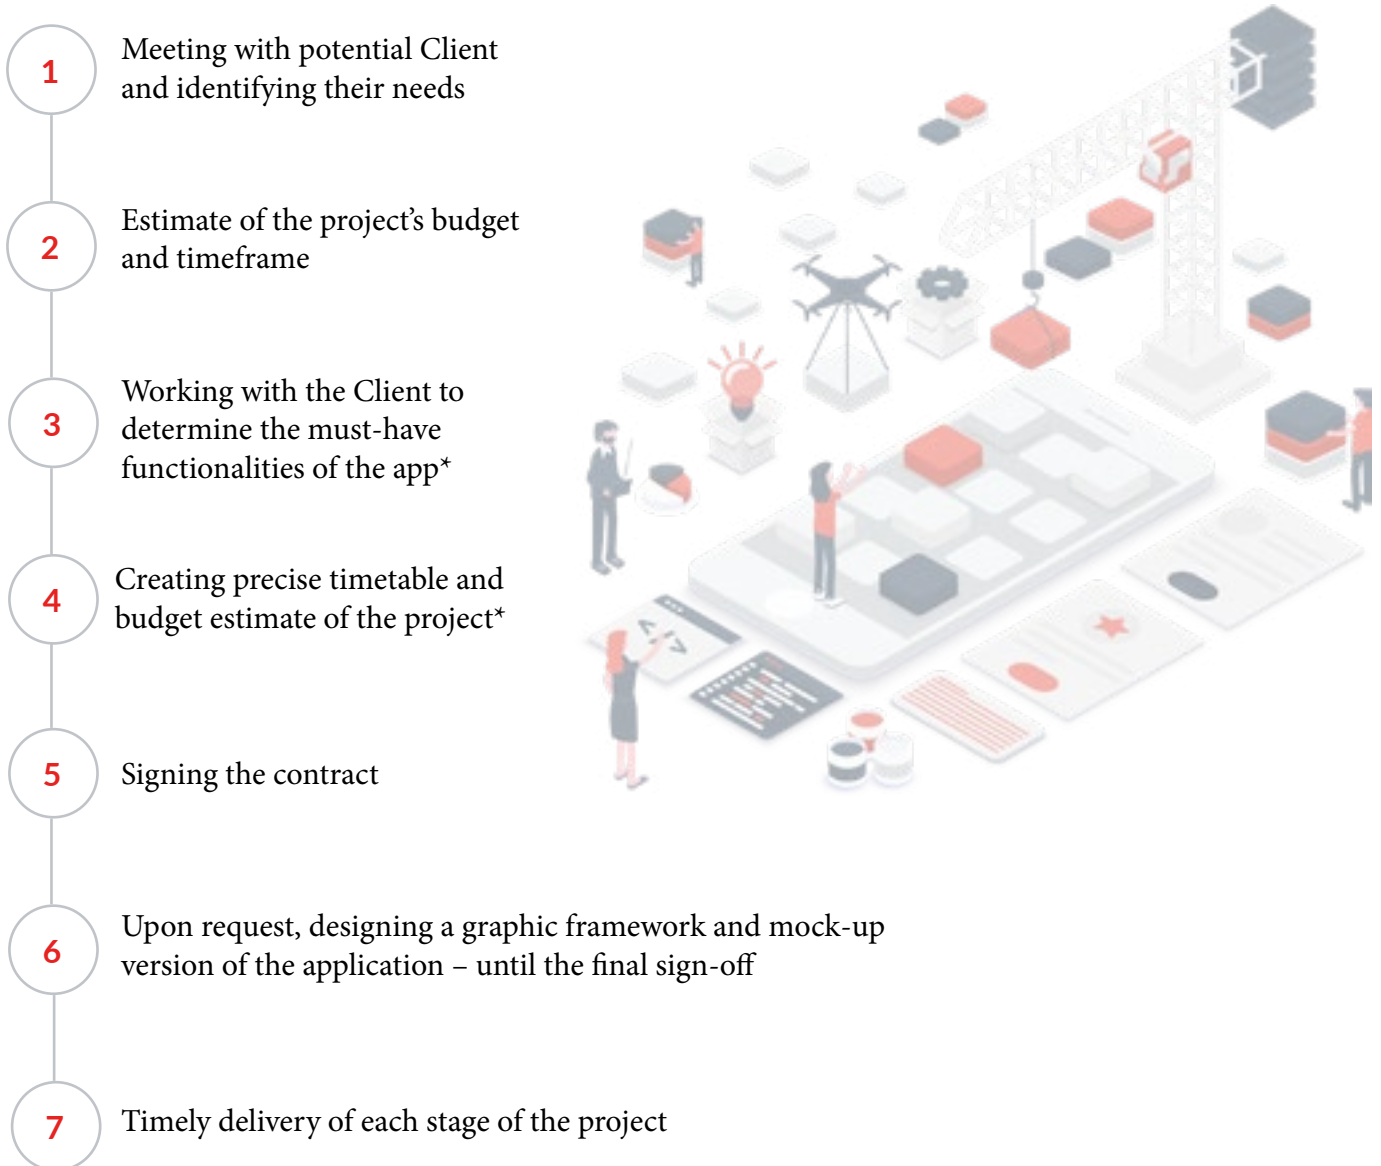 1
Meeting with potential Client
and identifying their needs
2
Estimate of the project’s budget
and timeframe
3
Working with the Client to
determine the must-have
functionalities of the app*
4
Creating precise timetable and
budget estimate of the project*
5
Signing the contract
6
Upon request, designing a graphic framework and mock-up
version of the application – until the final sign-off
7
Timely delivery of each stage of the project